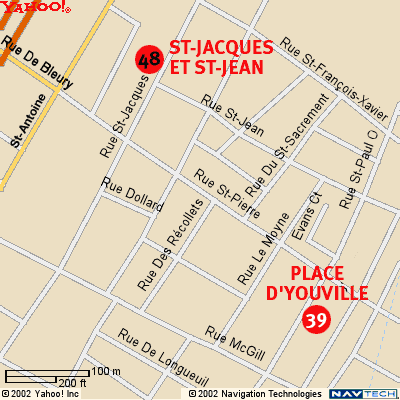 YAHOO!
Rue De Bleury
48
ST-JACQUES
ET ST-JEAN
Rue St-François-Xavier
St-Antoine
Rue St-Jacques
Rue St-Jean
Rue Du St-Sacrement
Rue St-Paul O
Rue Dollard
Rue St-Pierre
Evans Ct
Rue Des Récollets
Rue Le Moyne
PLACE
D'YOUVILLE
39
Rue McGill
Rue De Longueuil
100 m
200 ft
©2002 Yahoo! Inc
©2002 Navigation Technologies
NAVTECH